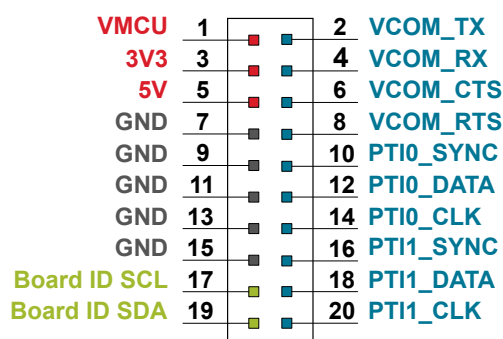 VMCU 1 2 VCOM_TX
3V3 3 4 VCOM_RX
5V 5 6 VCOM_CTS
GND 7 8 VCOM_RTS
GND 9 10 PTI0_SYNC
GND 11 12 PTI0_DATA
GND 13 14 PTI0_CLK
GND 15 16 PTI1_SYNC
Board ID SCL 17 18 PTI1_DATA
Board ID SDA 19 20 PTI1_CLK